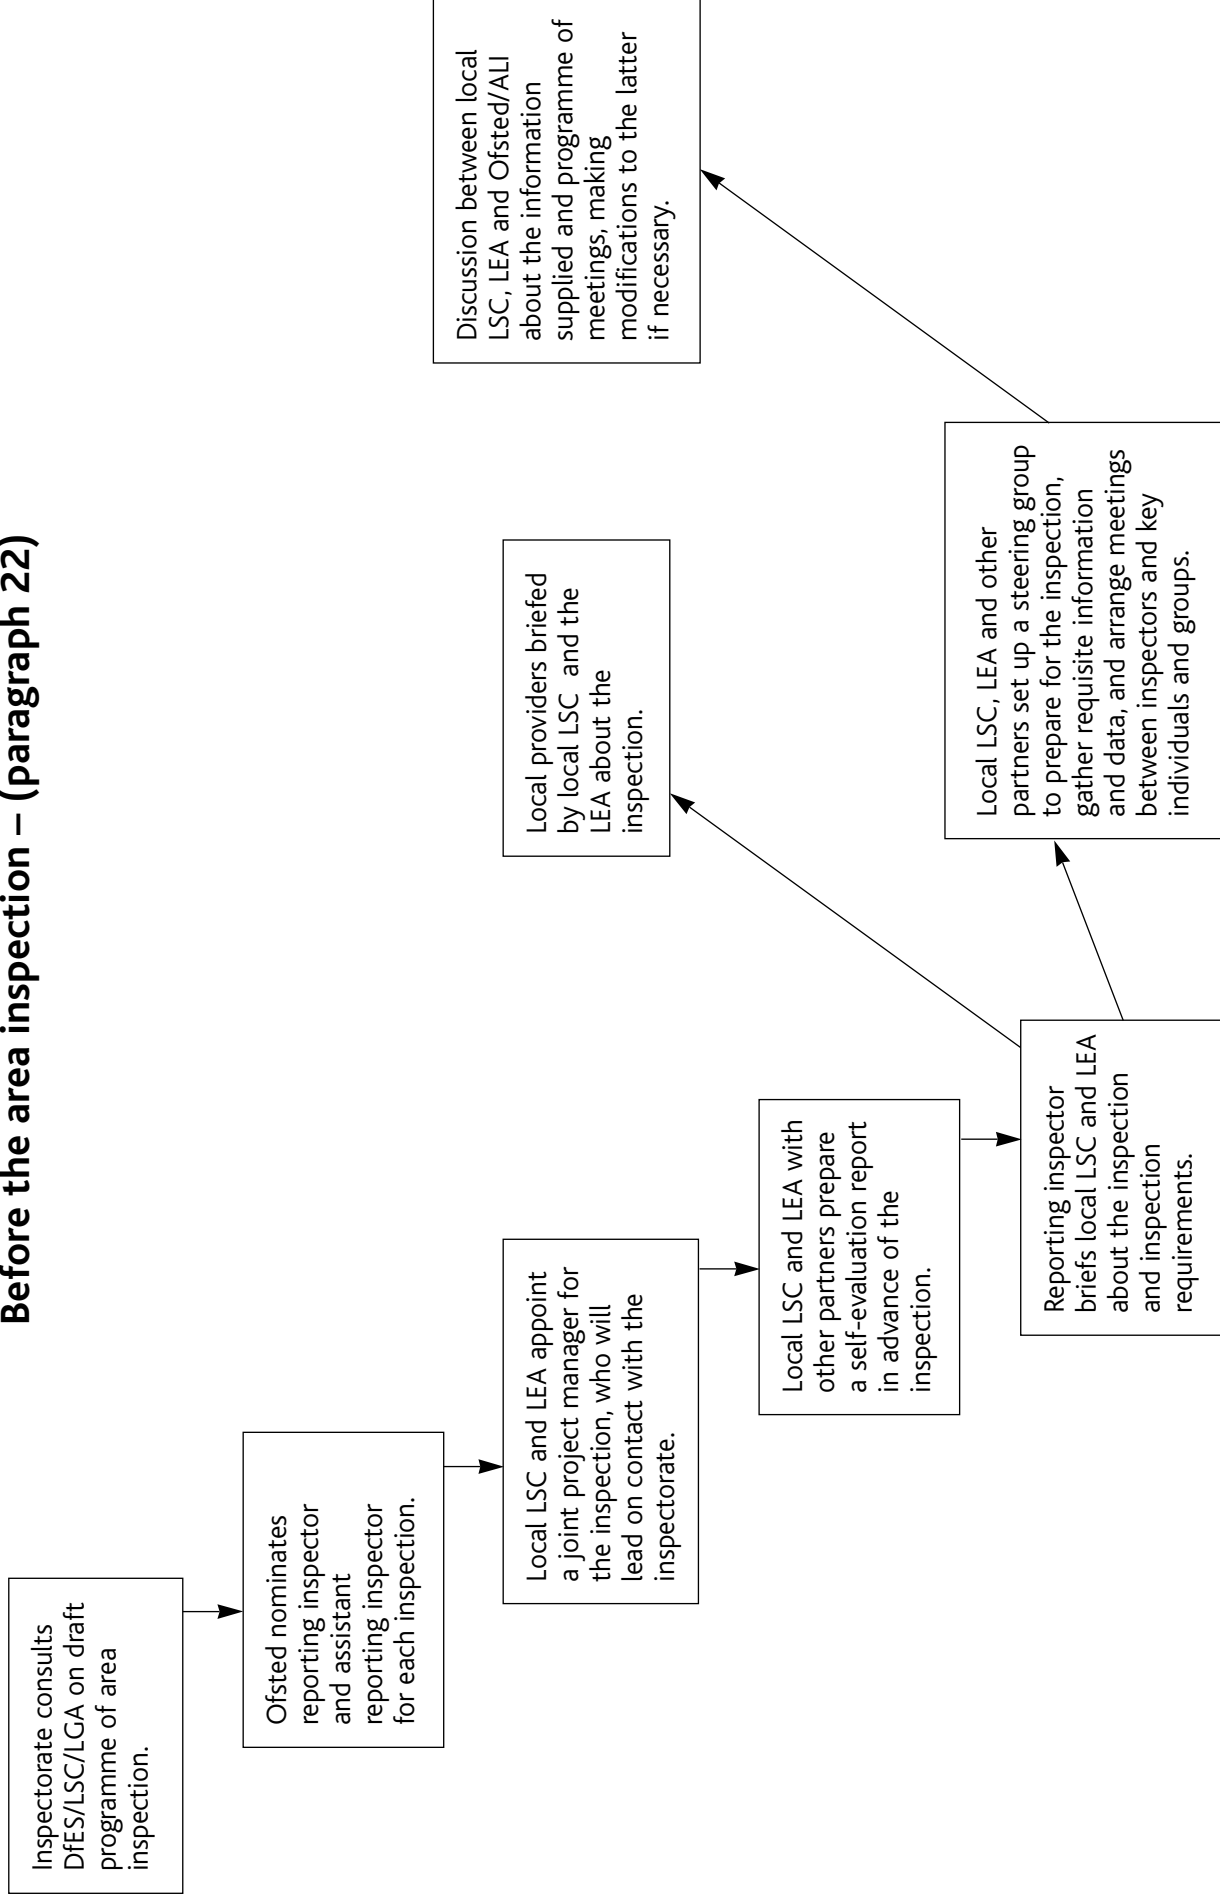 Before the area inspection – (paragraph 22)
Inspectorate consults
DfES/LSC/LGA on draft
programme of area
inspection.
Ofsted nominates
reporting inspector
and assistant
reporting inspector
for each inspection.
Local LSC and LEA appoint
a joint project manager for
the inspection, who will
lead on contact with the
inspectorate.
Local LSC and LEA with
other partners prepare
a self-evaluation report
in advance of the
inspection.
Reporting inspector
briefs local LSC and LEA
about the inspection
and inspection
requirements.
Local providers briefed
by local LSC and the
LEA about the
inspection.
Local LSC, LEA and other
partners set up a steering group
to prepare for the inspection,
gather requisite information
and data, and arrange meetings
between inspectors and key
individuals and groups.
Discussion between local
LSC, LEA and Ofsted/ALI
about the information
supplied and programme of
meetings, making
modifications to the latter
if necessary.